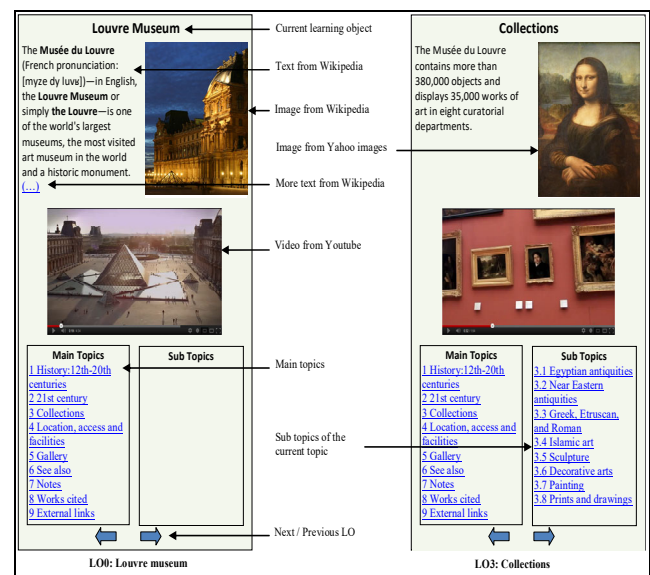 Louvre Museum
The Musée du Louvre
(French pronunciation:
[myze dy luvʁ])—in English,
the Louvre Museum or
simply the Louvre—is one
of the world's largest
museums, the most visited
art museum in the world
and a historic monument.
(...)
Main Topics
1 History:12th-20th
centuries
2 21st century
3 Collections
4 Location, access and
facilities
5 Gallery
6 See also
7 Notes
8 Works cited
9 External links
Sub Topics
LO0: Louvre museum
Current learning object
Text from Wikipedia
Image from Wikipedia
Image from Yahoo images
More text from Wikipedia
Video from Youtube
Main topics
Sub topics of the
current topic
Next / Previous LO
Collections
The Musée du Louvre
contains more than
380,000 objects and
displays 35,000 works of
art in eight curatorial
departments.
Main Topics
1 History:12th-20th
centuries
2 21st century
3 Collections
4 Location, access and
facilities
5 Gallery
6 See also
7 Notes
8 Works cited
9 External links
Sub Topics
3.1 Egyptian antiquities
3.2 Near Eastern
antiquities
3.3 Greek, Etruscan,
and Roman
3.4 Islamic art
3.5 Sculpture
3.6 Decorative arts
3.7 Painting
3.8 Prints and drawings
LO3: Collections